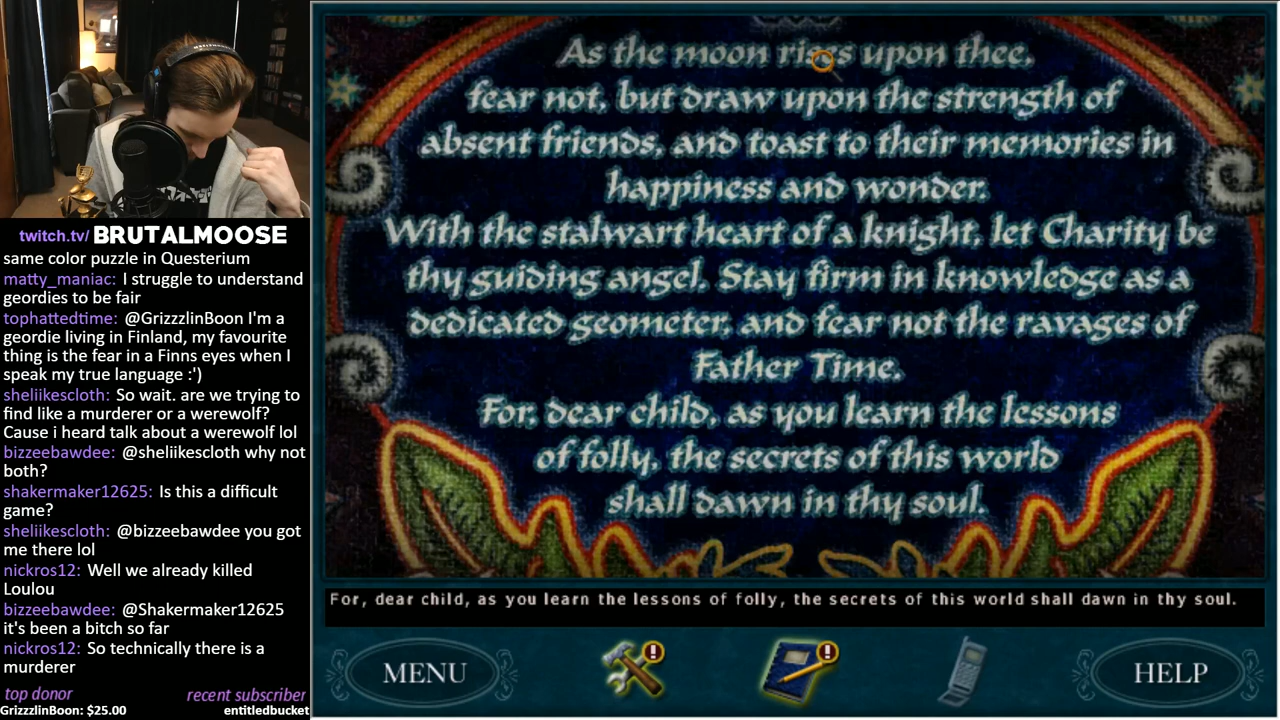 As the moon rises upon thee,
fear not, but draw upon the strength of
absent friends, and toast to their memories in
happiness and wonder.
With the stalwart heart of a knight, let Charity be
thy guiding angel. Stay firm in knowledge as a
dedicated geometer, and fear not the ravages of
Father Time.
For, dear child, as you learn the lessons
of folly, the secrets of this world
shall dawn in thy soul.
For, dear child, as you learn the lessons of folly, the secrets of this world shall dawn in thy soul.
MENU
HELP
twitch.tv/ BRUTALMOOSE
same color puzzle in Questerium
matty_maniac: I struggle to understand
geordies to be fair
tophattedtime: @GrizzzlinBoon I'm a
geordie living in Finland, my favourite
thing is the fear in a Finns eyes when I
speak my true language :')
sheliikescloth: So wait. are we trying to
find like a murderer or a werewolf?
Cause i heard talk about a werewolf lol
bizzeebawdee: @sheliikescloth why not
both?
shakermaker12625: Is this a difficult
game?
sheliikescloth: @bizzeebawdee you got
me there lol
nickros12: Well we already killed
Loulou
bizzeebawdee: @Shakermaker12625
it's been a bitch so far
nickros12: So technically there is a
murderer
top donor
recent subscriber
GrizzzlinBoon: $25.00
entitledbucket